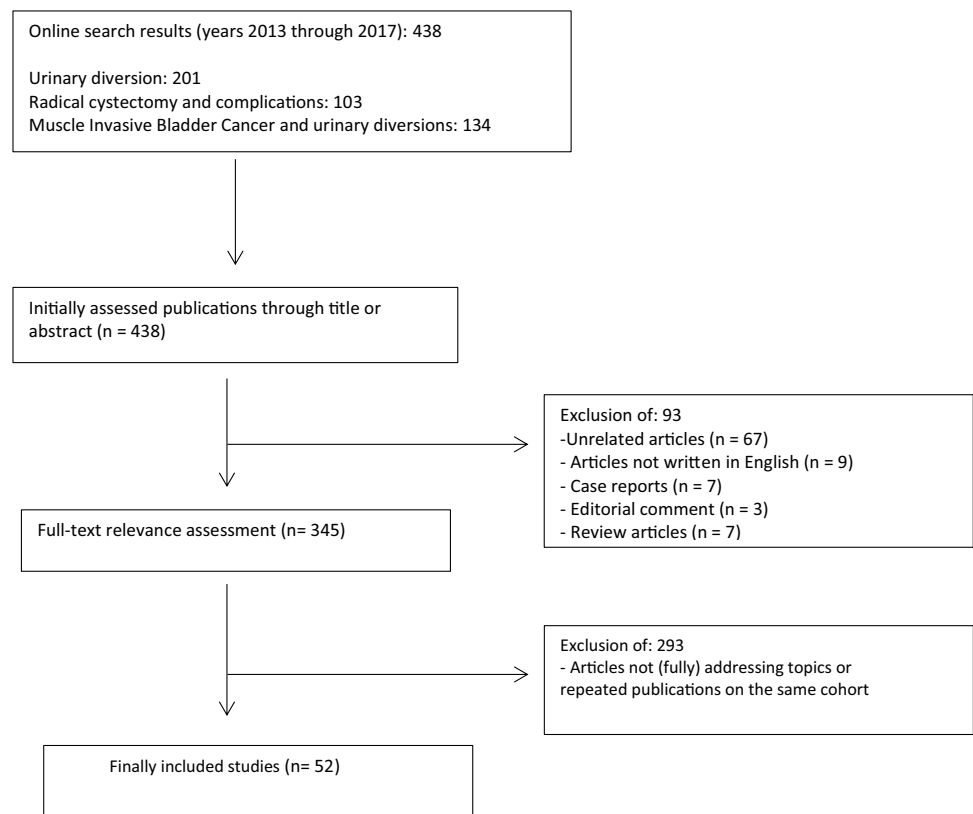 Online search results (years 2013 through 2017): 438
Urinary diversion: 201
Radical cystectomy and complications: 103
Muscle Invasive Bladder Cancer and urinary diversions: 134
Initially assessed publications through title or
abstract (n = 438)
Exclusion of: 93
-Unrelated articles (n = 67)
- Articles not written in English (n = 9)
- Case reports (n = 7)
- Editorial comment (n = 3)
- Review articles (n = 7)
Full-text relevance assessment (n= 345)
Exclusion of: 293
- Articles not (fully) addressing topics or
repeated publications on the same cohort
Finally included studies (n= 52)